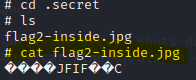 # cd .secret
# ls
flag2-inside.jpg
# cat flag2-inside.jpg
����JFIF��C